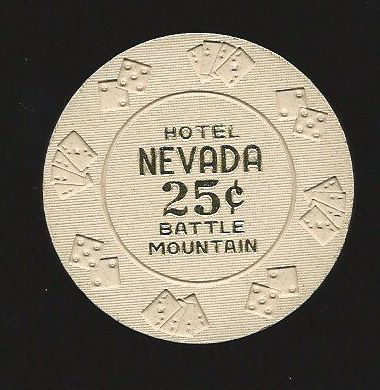 HOTEL
NEVADA
25¢
BATTLE
MOUNTAIN